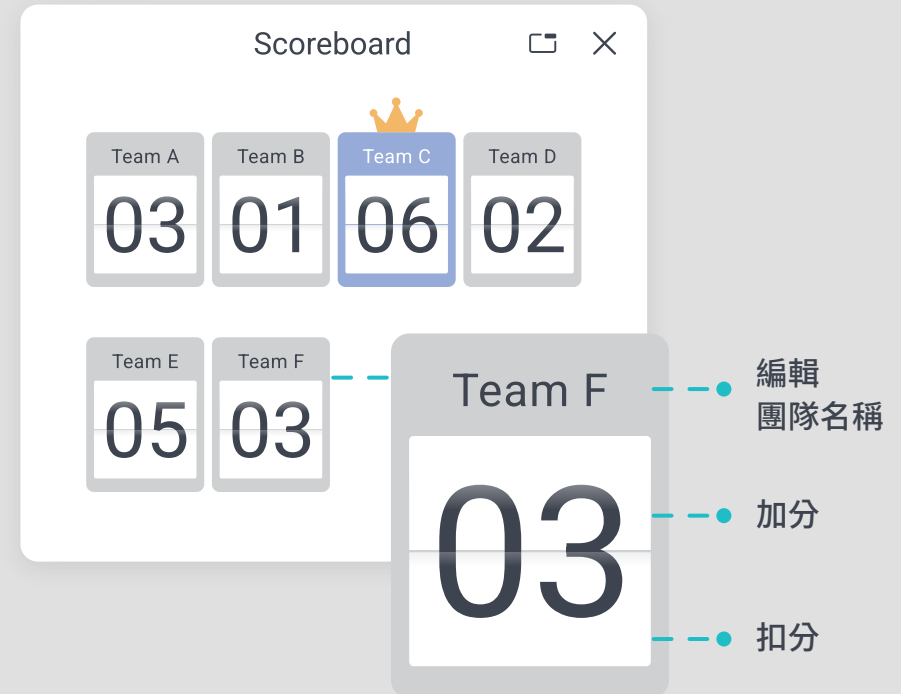 Scoreboard
Team A Team B Team C Team D
03 01 06 02
Team E Team F
05 03
Team F
03
編輯
團隊名稱
加分
扣分